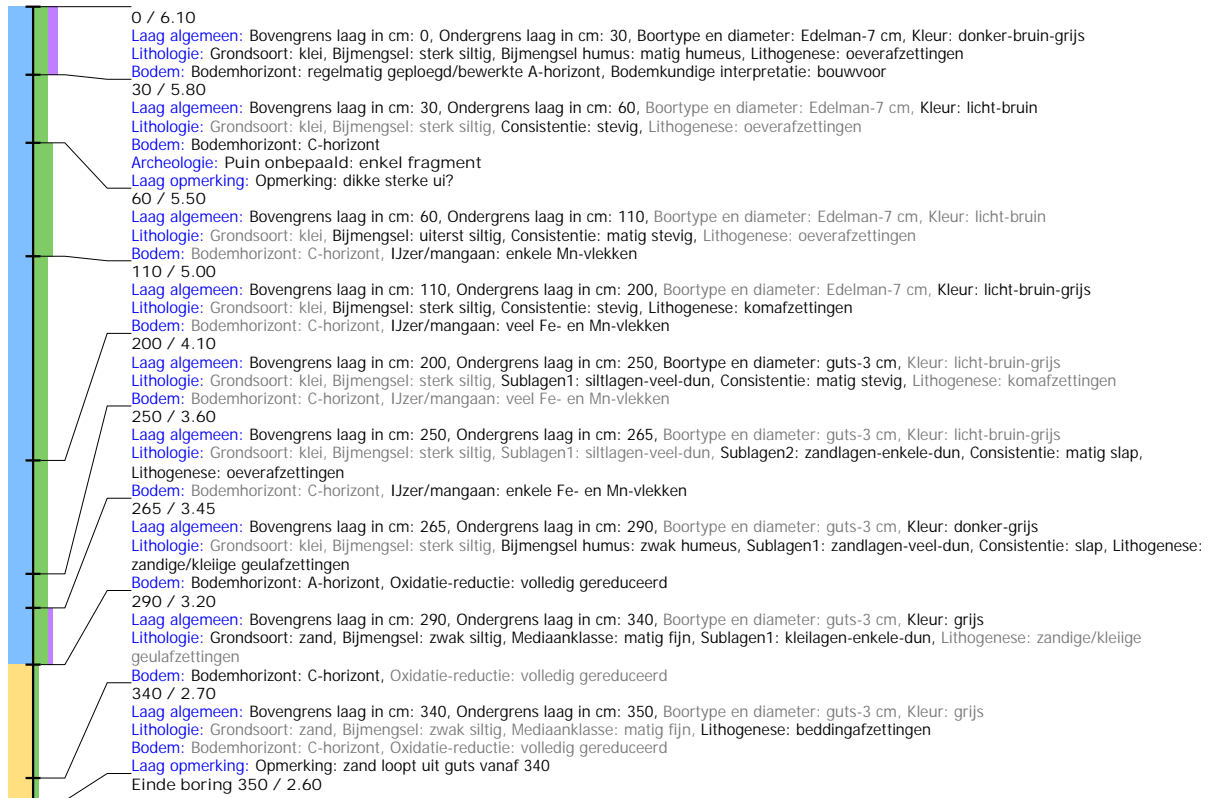 0 / 6.10
Laag algemeen: Bovengrens laag in cm: 0, Ondergrens laag in cm: 30, Boortype en diameter: Edelman-7 cm, Kleur: donker-bruin-grijs
Lithologie: Grondsoort: klei, Bijmengsel: sterk siltig, Bijmengsel humus: matig humeus, Lithogenese: oeverafzettingen
Bodem: Bodemhorizont: regelmatig geploegd/bewerkte A-horizont, Bodemkundige interpretatie: bouwvoor
30 / 5.80
Laag algemeen: Bovengrens laag in cm: 30, Ondergrens laag in cm: 60, Boortype en diameter: Edelman-7 cm, Kleur: licht-bruin
Lithologie: Grondsoort: klei, Bijmengsel: sterk siltig, Consistentie: stevig, Lithogenese: oeverafzettingen
Bodem: Bodemhorizont: C-horizont
Archeologie: Puin onbepaald: enkel fragment
Laag opmerking: Opmerking: dikke sterke ui?
60 / 5.50
Laag algemeen: Bovengrens laag in cm: 60, Ondergrens laag in cm: 110, Boortype en diameter: Edelman-7 cm, Kleur: licht-bruin
Lithologie: Grondsoort: klei, Bijmengsel: uiterst siltig, Consistentie: matig stevig, Lithogenese: oeverafzettingen
Bodem: Bodemhorizont: C-horizont, IJzer/mangaan: enkele Mn-vlekken
110 / 5.00
Laag algemeen: Bovengrens laag in cm: 110, Ondergrens laag in cm: 200, Boortype en diameter: Edelman-7 cm, Kleur: licht-bruin-grijs
Lithologie: Grondsoort: klei, Bijmengsel: sterk siltig, Consistentie: stevig, Lithogenese: komafzettingen
Bodem: Bodemhorizont: C-horizont, IJzer/mangaan: veel Fe- en Mn-vlekken
200 / 4.10
Laag algemeen: Bovengrens laag in cm: 200, Ondergrens laag in cm: 250, Boortype en diameter: guts-3 cm, Kleur: licht-bruin-grijs
Lithologie: Grondsoort: klei, Bijmengsel: sterk siltig, Sublagen1: siltlagen-veel-dun, Consistentie: matig stevig, Lithogenese: komafzettingen
Bodem: Bodemhorizont: C-horizont, IJzer/mangaan: veel Fe- en Mn-vlekken
250 / 3.60
Laag algemeen: Bovengrens laag in cm: 250, Ondergrens laag in cm: 265, Boortype en diameter: guts-3 cm, Kleur: licht-bruin-grijs
Lithologie: Grondsoort: klei, Bijmengsel: sterk siltig, Sublagen1: siltlagen-veel-dun, Sublagen2: zandlagen-enkele-dun, Consistentie: matig slap,
Lithogenese: oeverafzettingen
Bodem: Bodemhorizont: C-horizont, IJzer/mangaan: enkele Fe- en Mn-vlekken
265 / 3.45
Laag algemeen: Bovengrens laag in cm: 265, Ondergrens laag in cm: 290, Boortype en diameter: guts-3 cm, Kleur: donker-grijs
Lithologie: Grondsoort: klei, Bijmengsel: sterk siltig, Bijmengsel humus: zwak humeus, Sublagen1: zandlagen-veel-dun, Consistentie: slap, Lithogenese:
zandige/kleiige geulafzettingen
Bodem: Bodemhorizont: A-horizont, Oxidatie-reductie: volledig gereduceerd
290 / 3.20
Laag algemeen: Bovengrens laag in cm: 290, Ondergrens laag in cm: 340, Boortype en diameter: guts-3 cm, Kleur: grijs
Lithologie: Grondsoort: zand, Bijmengsel: zwak siltig, Mediaanklasse: matig fijn, Sublagen1: kleilagen-enkele-dun, Lithogenese: zandige/kleiige
geulafzettingen
Bodem: Bodemhorizont: C-horizont, Oxidatie-reductie: volledig gereduceerd
340 / 2.70
Laag algemeen: Bovengrens laag in cm: 340, Ondergrens laag in cm: 350, Boortype en diameter: guts-3 cm, Kleur: grijs
Lithologie: Grondsoort: zand, Bijmengsel: zwak siltig, Mediaanklasse: matig fijn, Lithogenese: beddingafzettingen
Bodem: Bodemhorizont: C-horizont, Oxidatie-reductie: volledig gereduceerd
Laag opmerking: Opmerking: zand loopt uit guts vanaf 340
Einde boring 350 / 2.60